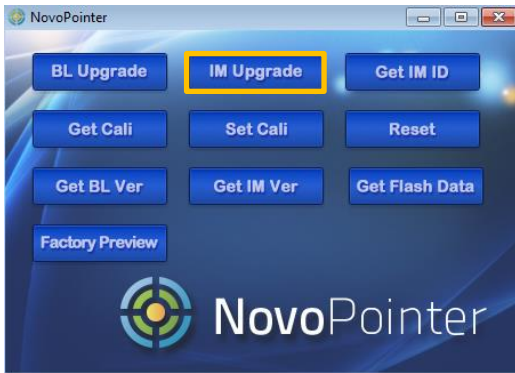 NovoPointer
BL Upgrade IM Upgrade Get IM ID
Get Cali Set Cali Reset
Get BL Ver Get IM Ver Get Flash Data
Factory Preview
NovoPointer